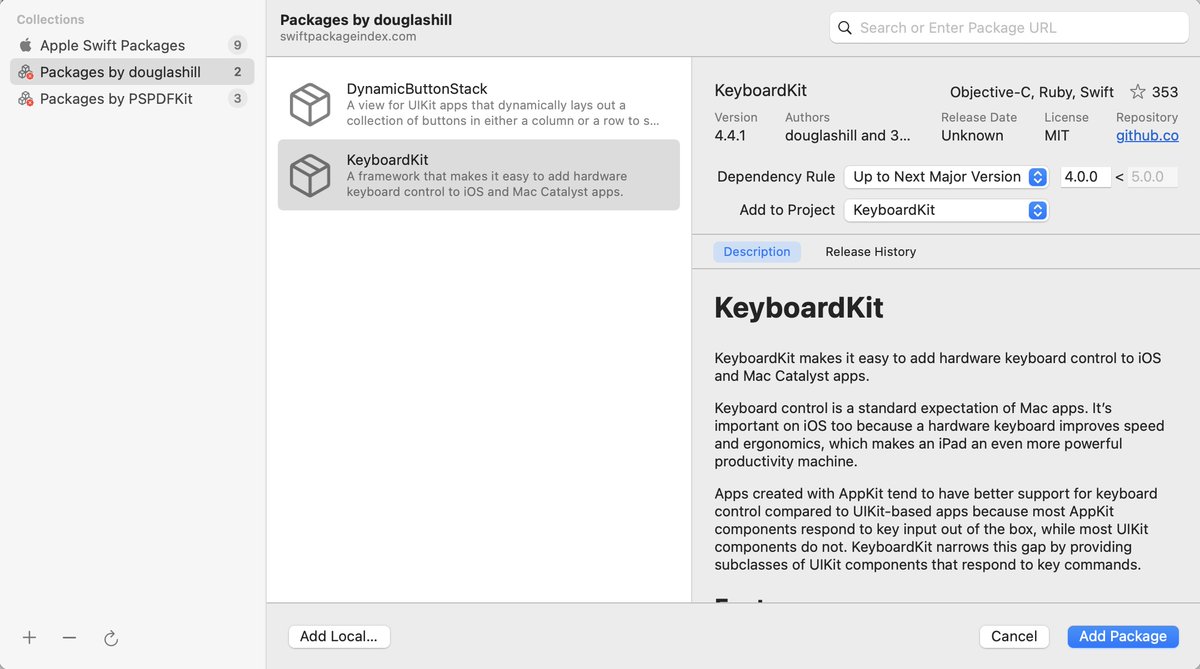 Collections
Apple Swift Packages 9
Packages by douglashill 2
Packages by PSPDFKit 3
Packages by douglashill
swiftpackageindex.com
Search or Enter Package URL
DynamicButtonStack
A view for UIKit apps that dynamically lays out a
collection of buttons in either a column or a row to s...
KeyboardKit
A framework that makes it easy to add hardware
keyboard control to iOS and Mac Catalyst apps.
KeyboardKit
Objective-C, Ruby, Swift 353
Version Authors Release Date License Repository
4.4.1 douglashill and 3... Unknown MIT github.co
Dependency Rule Up to Next Major Version 4.0.0 < 5.0.0
Add to Project KeyboardKit
Description Release History
KeyboardKit
KeyboardKit makes it easy to add hardware keyboard control to iOS
and Mac Catalyst apps.
Keyboard control is a standard expectation of Mac apps. It’s
important on iOS too because a hardware keyboard improves speed
and ergonomics, which makes an iPad an even more powerful
productivity machine.
Apps created with AppKit tend to have better support for keyboard
control compared to UIKit-based apps because most AppKit
components respond to key input out of the box, while most UIKit
components do not. KeyboardKit narrows this gap by providing
subclasses of UIKit components that respond to key commands.
Add Local...
Cancel
Add Package